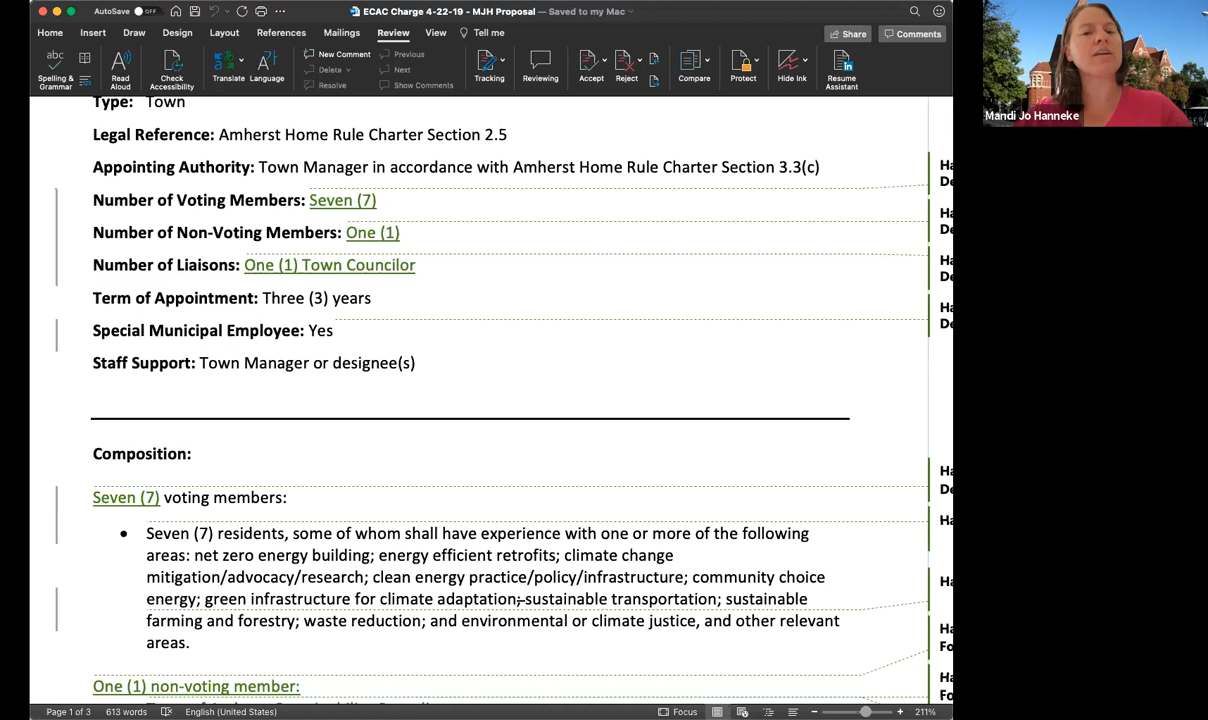 AutoSave OFF ECAC Charge 4-22-19 - MJH Proposal — Saved to my Mac
Home Insert Draw Design Layout References Mailings Review View Tell me Share Comments
abc New Comment Previous
Delete Next
Resolve Show Comments
Spelling & Grammar Read Aloud Check Accessibility Translate Language Tracking Reviewing Accept Reject Compare Protect Hide Ink Resume Assistant
Mandi Jo Hanneke
Type: Town
Legal Reference: Amherst Home Rule Charter Section 2.5
Appointing Authority: Town Manager in accordance with Amherst Home Rule Charter Section 3.3(c)
Number of Voting Members: Seven (7)
Number of Non-Voting Members: One (1)
Number of Liaisons: One (1) Town Councilor
Term of Appointment: Three (3) years
Special Municipal Employee: Yes
Staff Support: Town Manager or designee(s)
Composition:
Seven (7) voting members:
• Seven (7) residents, some of whom shall have experience with one or more of the following
areas: net zero energy building; energy efficient retrofits; climate change
mitigation/advocacy/research; clean energy practice/policy/infrastructure; community choice
energy; green infrastructure for climate adaptation; sustainable transportation; sustainable
farming and forestry; waste reduction; and environmental or climate justice, and other relevant
areas.
One (1) non-voting member:
Page 1 of 3 613 words English (United States) Focus 211%